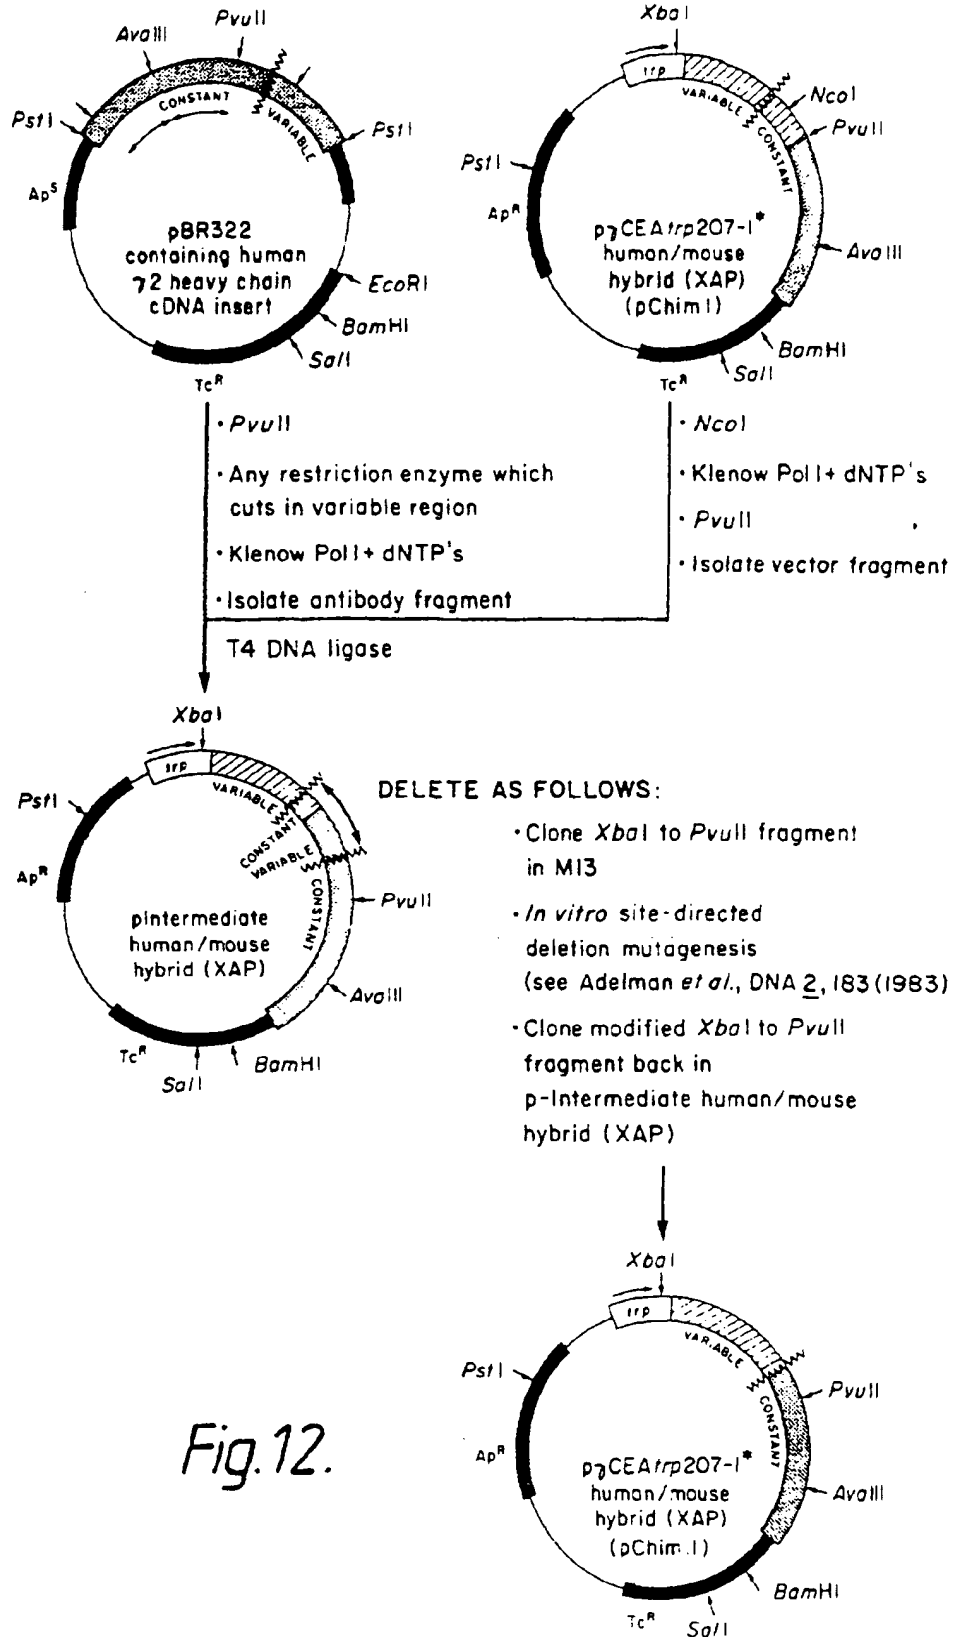 PvuII
AvaIII
PstI
CONSTANT
VARIABLE
PstI
Ap^S
pBR322
containing human
γ2 heavy chain
cDNA insert
EcoRI
BamHI
SalI
Tc^R
XbaI
trp
VARIABLE
CONSTANT
NcoI
PvuII
PstI
Ap^R
pγCEAtrp207-1*
human/mouse
hybrid (XAP)
(pChim1)
AvaIII
BamHI
SalI
Tc^R
• PvuII
• Any restriction enzyme which
cuts in variable region
• Klenow PolI+ dNTP's
• Isolate antibody fragment
• NcoI
• Klenow PolI+ dNTP's
• PvuII
• Isolate vector fragment
T4 DNA ligase
XbaI
trp
PstI
VARIABLE
CONSTANT
VARIABLE
CONSTANT
Ap^R
PvuII
pIntermediate
human/mouse
hybrid (XAP)
AvaIII
Tc^R
BamHI
SalI
DELETE AS FOLLOWS:
• Clone XbaI to PvuII fragment
in M13
• In vitro site-directed
deletion mutagenesis
(see Adelman et al., DNA 2, 183(1983)
• Clone modified XbaI to PvuII
fragment back in
p-Intermediate human/mouse
hybrid (XAP)
XbaI
trp
VARIABLE
CONSTANT
PstI
PvuII
Ap^R
pγCEAtrp207-1*
human/mouse
hybrid (XAP)
(pChim.1)
AvaIII
BamHI
Tc^R
SalI
Fig.12.